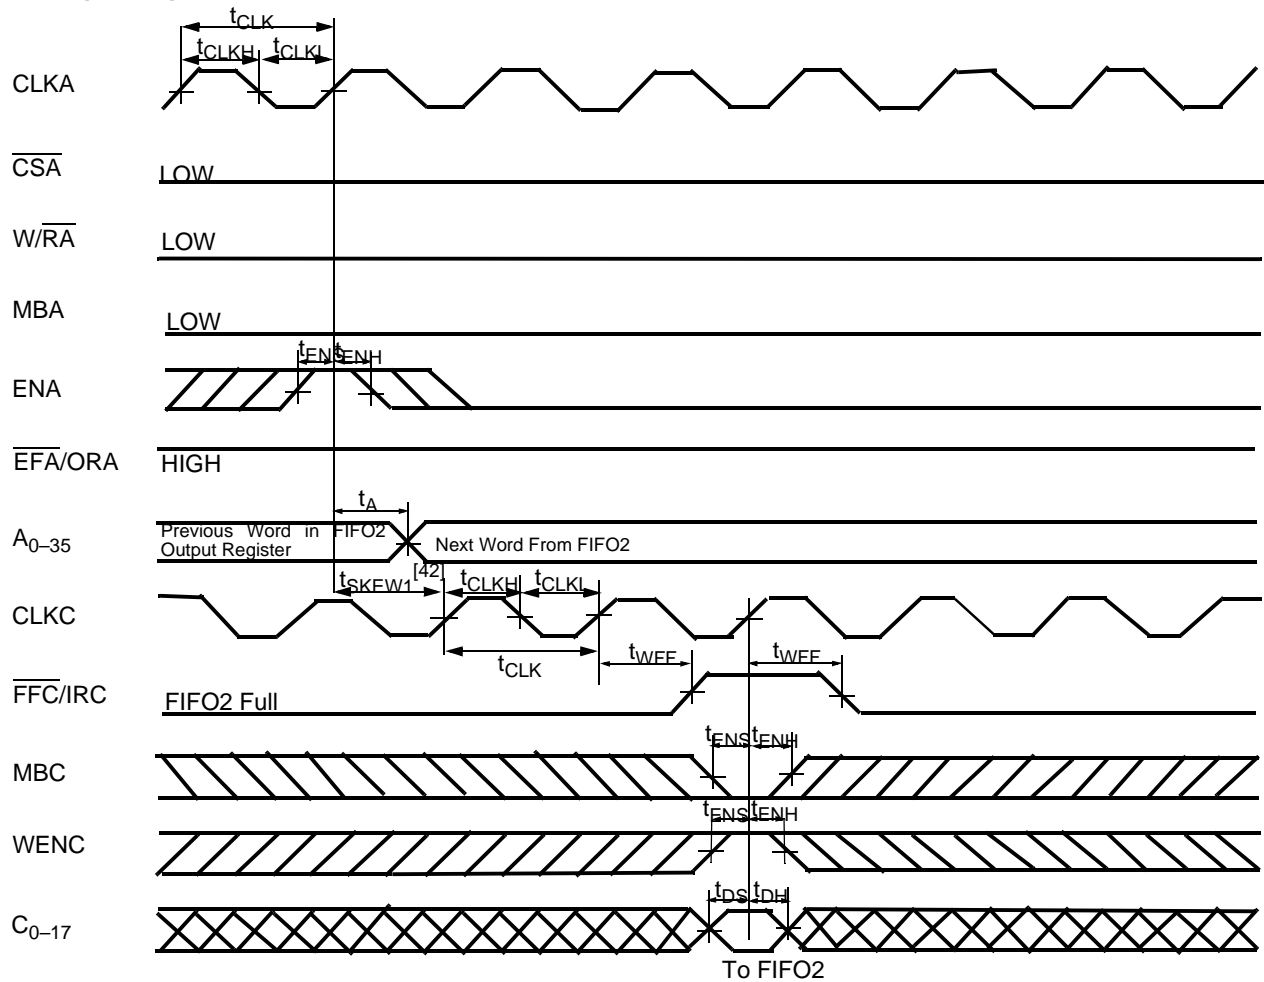 tCLK
tCLKH tCLKL
CLKA
CSA LOW
W/RA LOW
MBA LOW
tENS tENH
ENA
EFA/ORA HIGH
tA
A0–35 Previous Word in FIFO2
Output Register
Next Word From FIFO2
tSKEW1[42] tCLKH tCLKL
CLKC
tCLK tWFF tWFF
FFC/IRC FIFO2 Full
tENS tENH
MBC
tENS tENH
WENC
tDS tDH
C0–17
To FIFO2